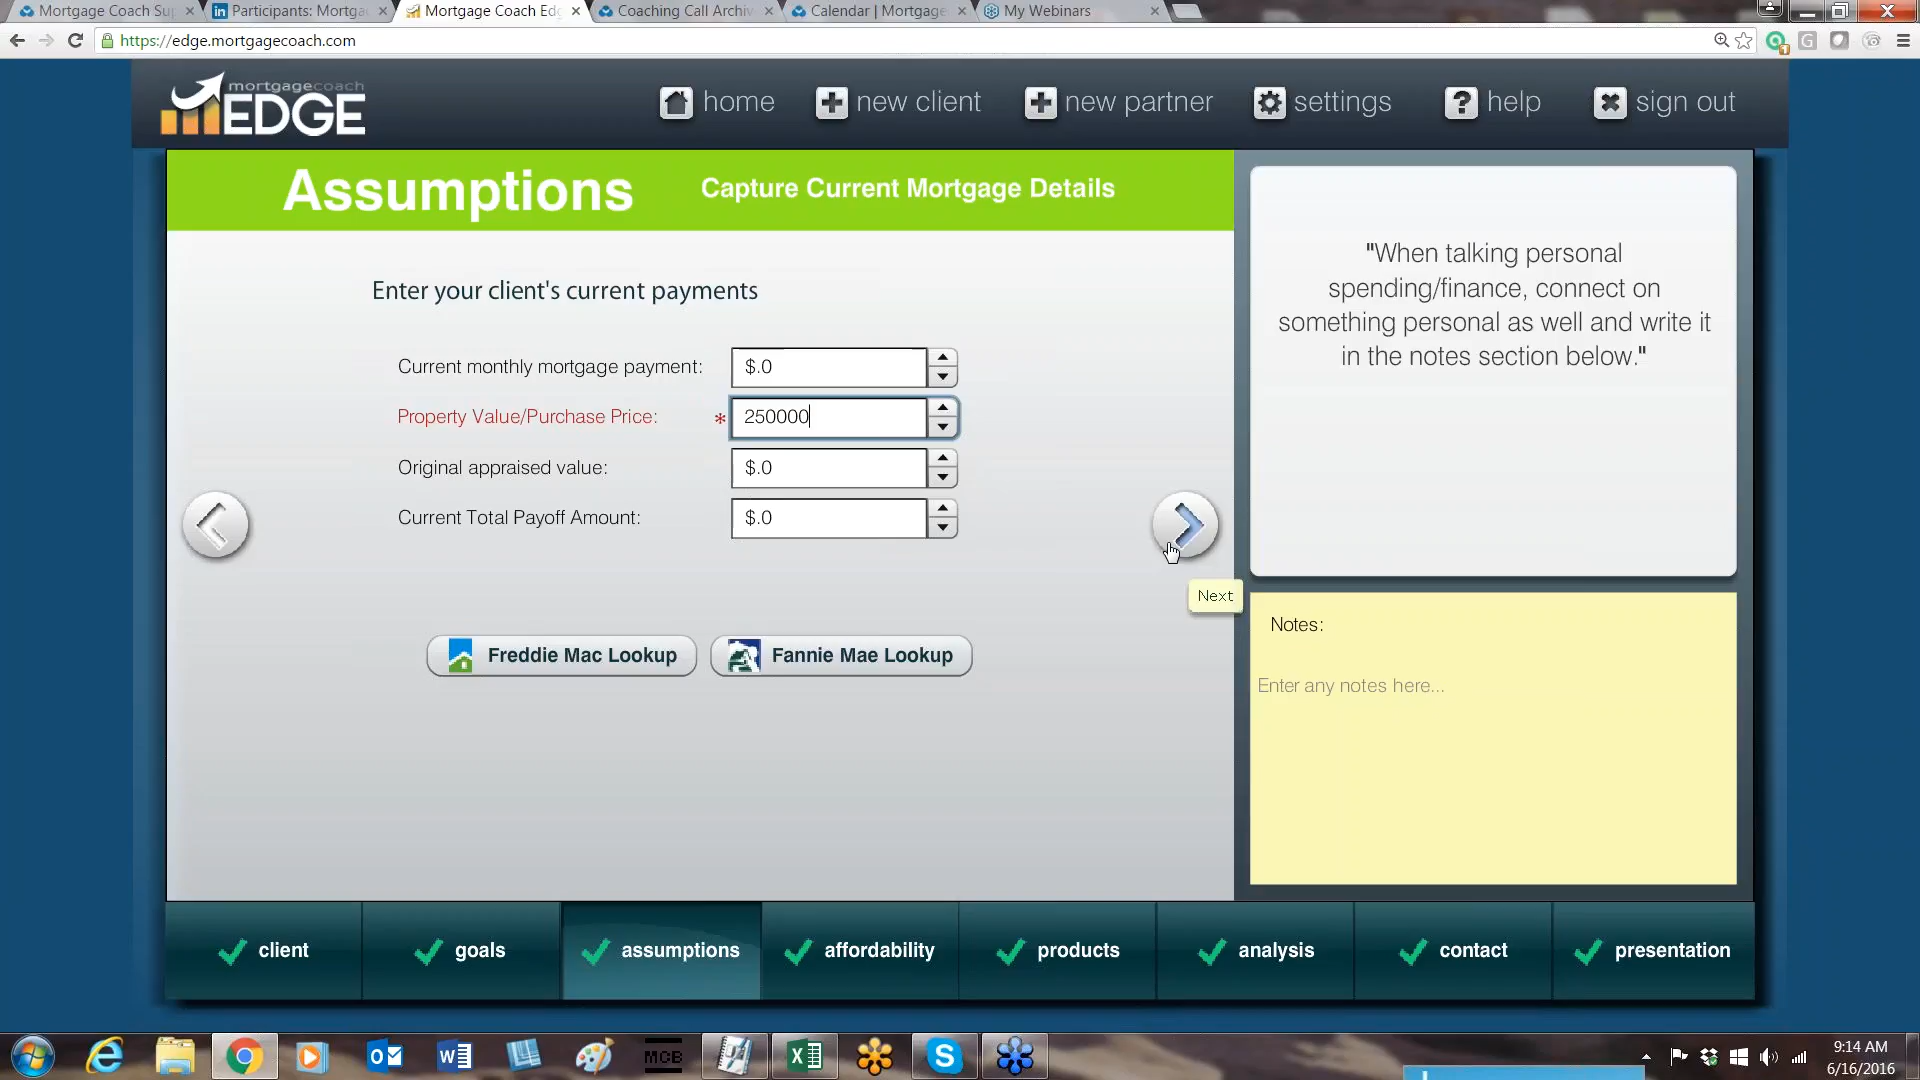 Mortgage Coach Sup
Participants: Mortga
Mortgage Coach Edg
Coaching Call Archiv
Calendar | Mortgage
My Webinars
https://edge.mortgagecoach.com
mortgagecoach
EDGE
home
new client
new partner
settings
help
sign out
Assumptions
Capture Current Mortgage Details
Enter your client's current payments
Current monthly mortgage payment: $.0
Property Value/Purchase Price: * 250000
Original appraised value: $.0
Current Total Payoff Amount: $.0
Next
Freddie Mac Lookup
Fannie Mae Lookup
"When talking personal
spending/finance, connect on
something personal as well and write it
in the notes section below."
Notes:
Enter any notes here...
client
goals
assumptions
affordability
products
analysis
contact
presentation
MCB
9:14 AM
6/16/2016